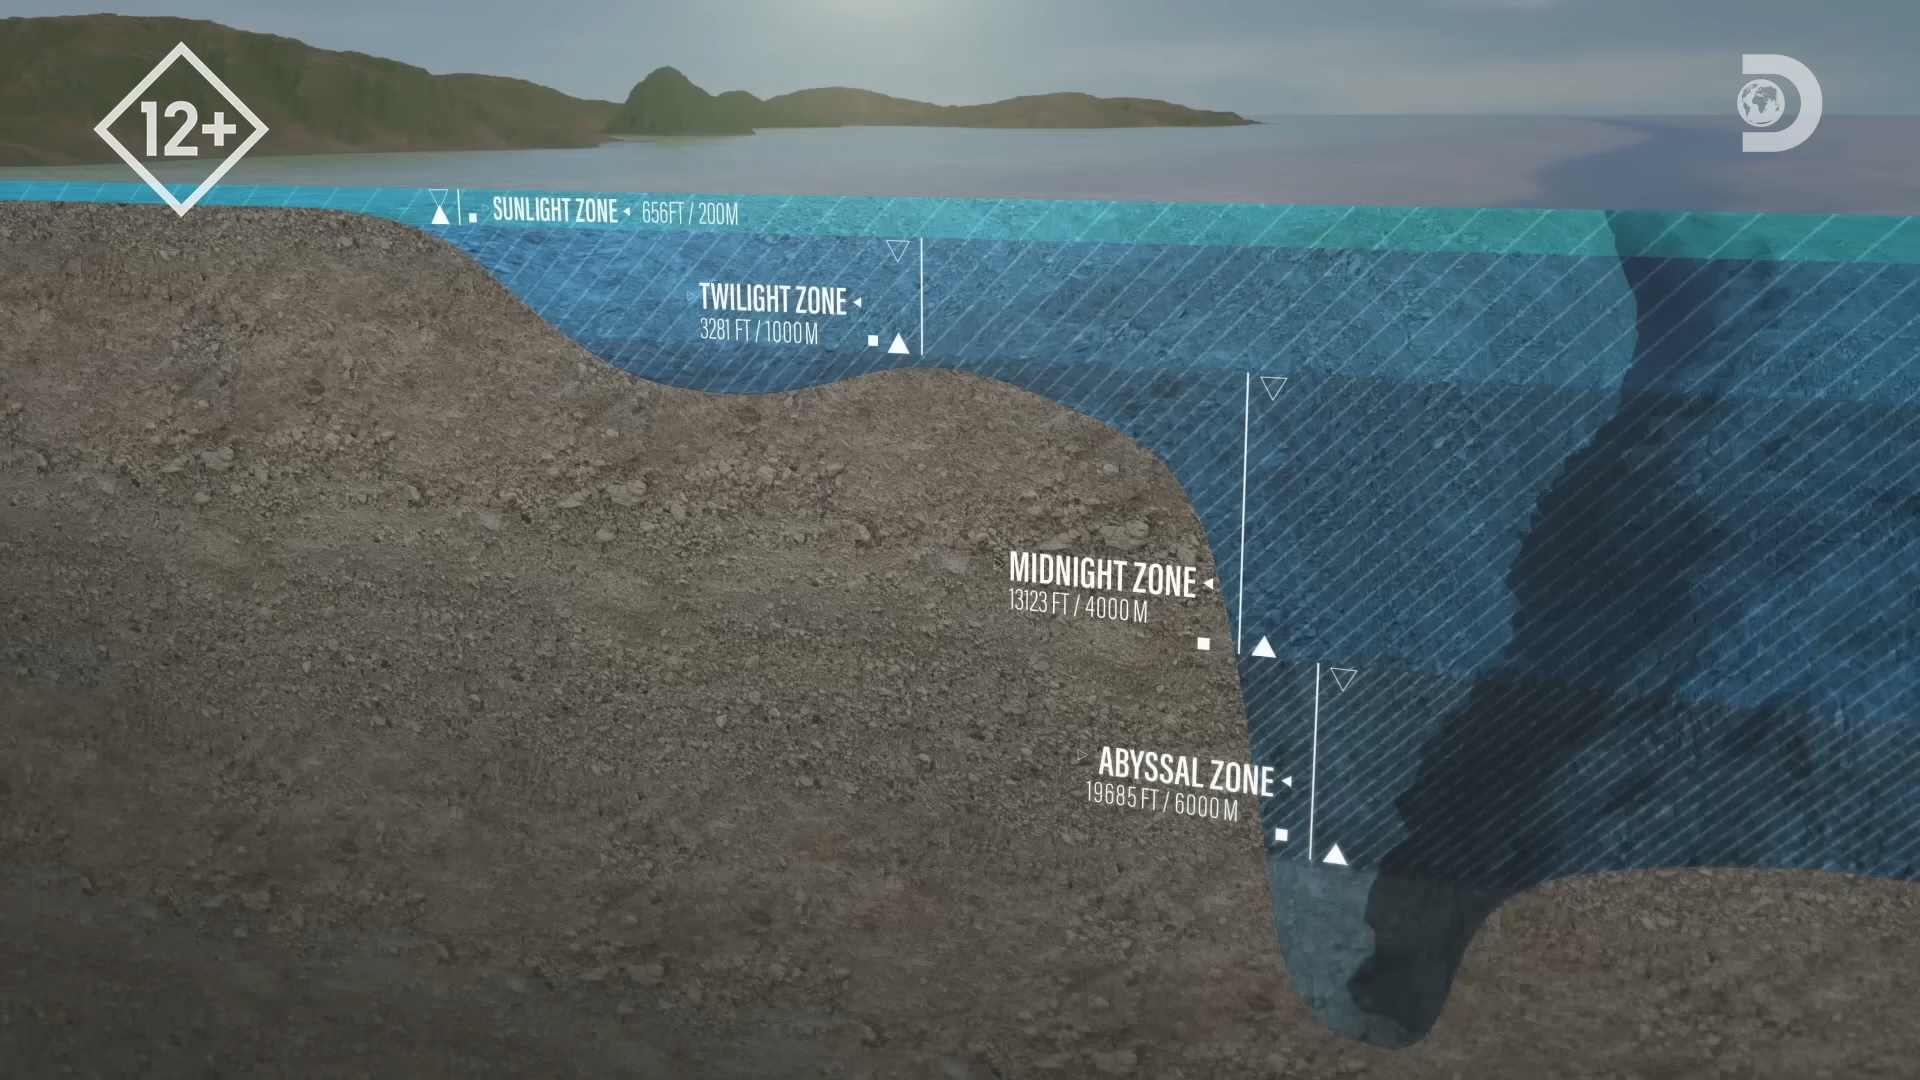 12+
SUNLIGHT ZONE 656FT / 200M
TWILIGHT ZONE
3281 FT / 1000 M
MIDNIGHT ZONE
13123 FT / 4000 M
ABYSSAL ZONE
19685 FT / 6000 M